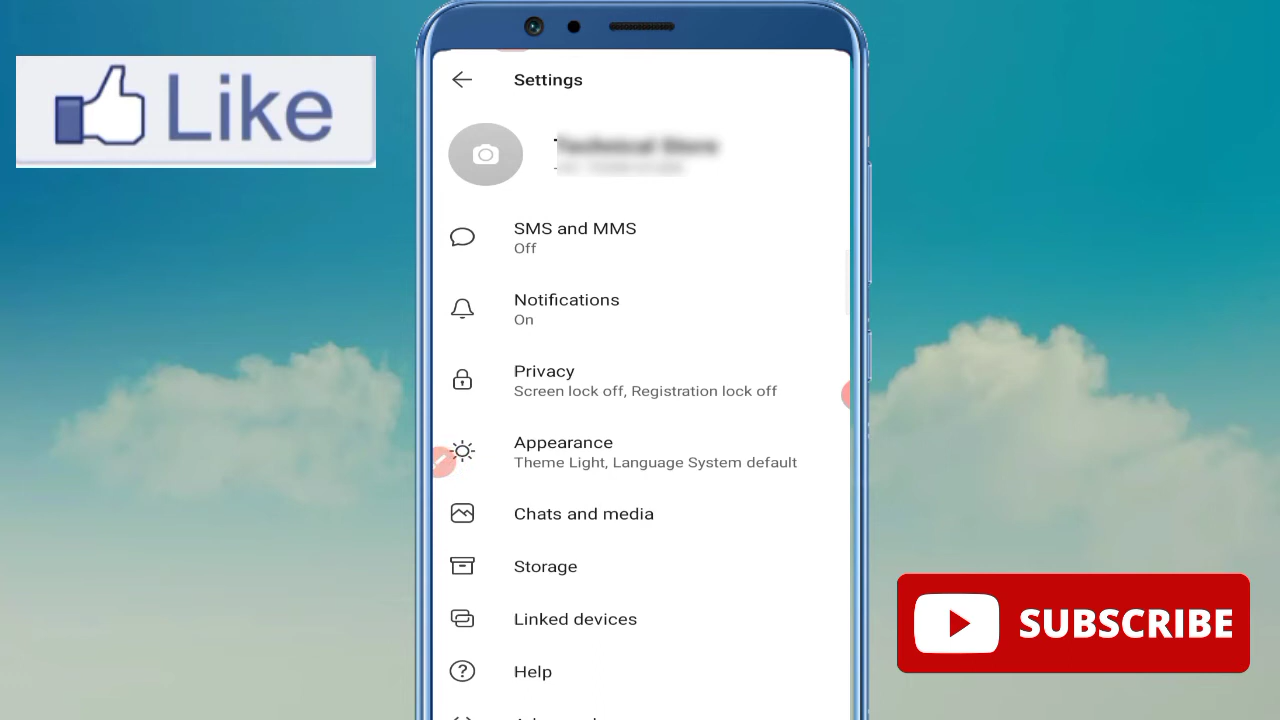 Like
Settings
SMS and MMS
Off
Notifications
On
Privacy
Screen lock off, Registration lock off
Appearance
Theme Light, Language System default
Chats and media
Storage
Linked devices
Help
SUBSCRIBE